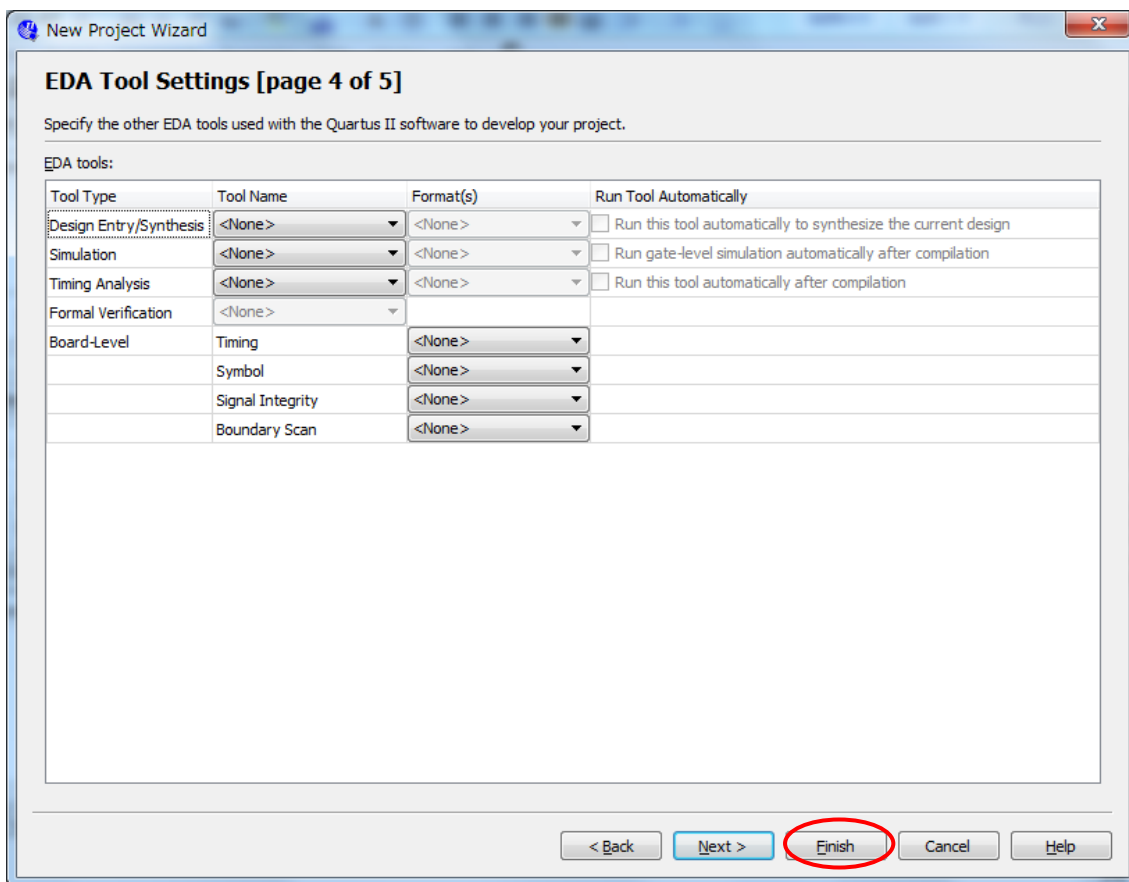 New Project Wizard
EDA Tool Settings [page 4 of 5]
Specify the other EDA tools used with the Quartus II software to develop your project.
EDA tools:
Tool Type Tool Name Format(s) Run Tool Automatically
Design Entry/Synthesis <None> <None> Run this tool automatically to synthesize the current design
Simulation <None> <None> Run gate-level simulation automatically after compilation
Timing Analysis <None> <None> Run this tool automatically after compilation
Formal Verification <None>
Board-Level Timing <None>
Symbol <None>
Signal Integrity <None>
Boundary Scan <None>
< Back Next > Finish Cancel Help